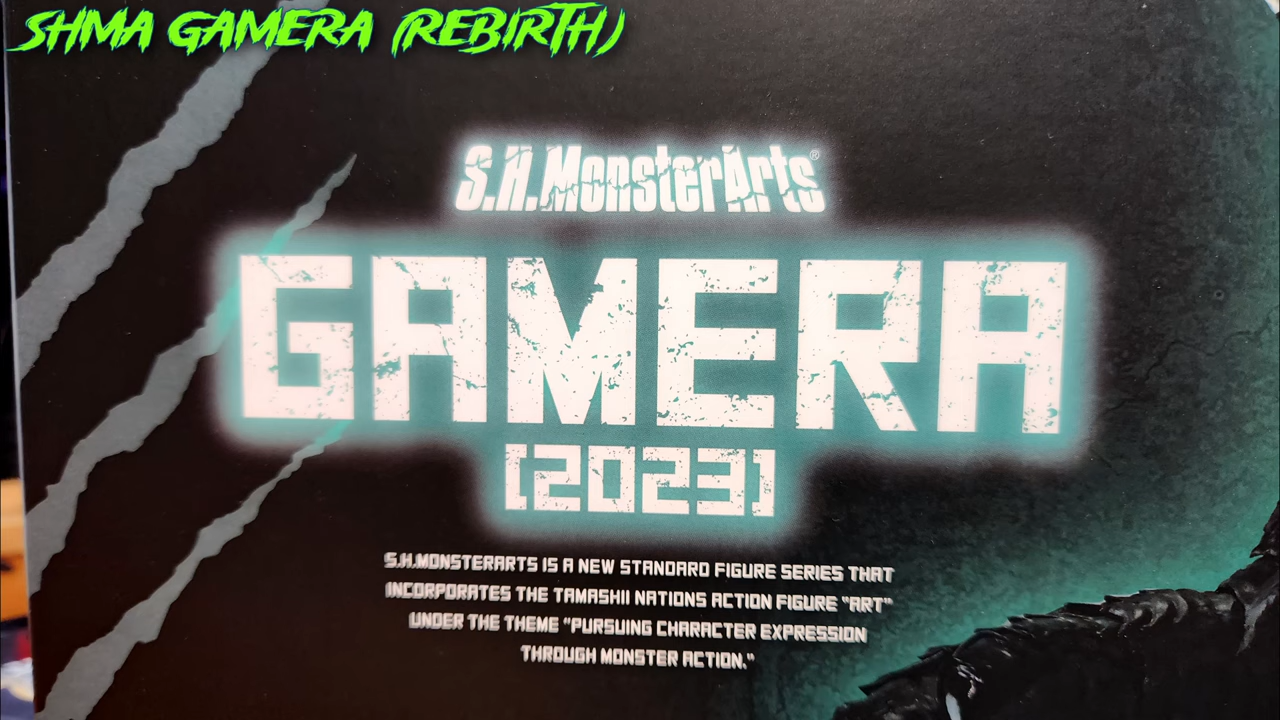 SHMA GAMERA (REBIRTH)
S.H.MonsterArts®
GAMERA
[2023]
S.H.MONSTERARTS IS A NEW STANDARD FIGURE SERIES THAT
INCORPORATES THE TAMASHII NATIONS ACTION FIGURE "ART"
UNDER THE THEME "PURSUING CHARACTER EXPRESSION
THROUGH MONSTER ACTION."